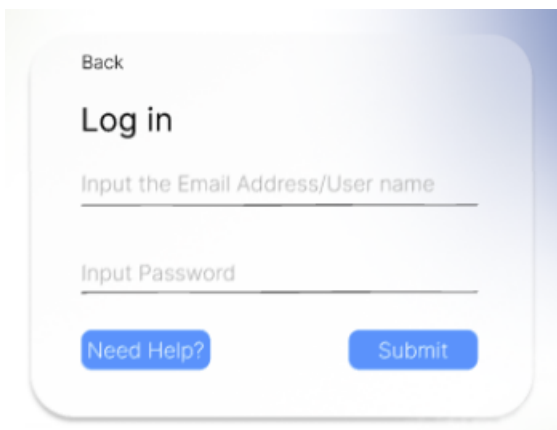 Back
Log in
Input the Email Address/User name
Input Password
Need Help? Submit